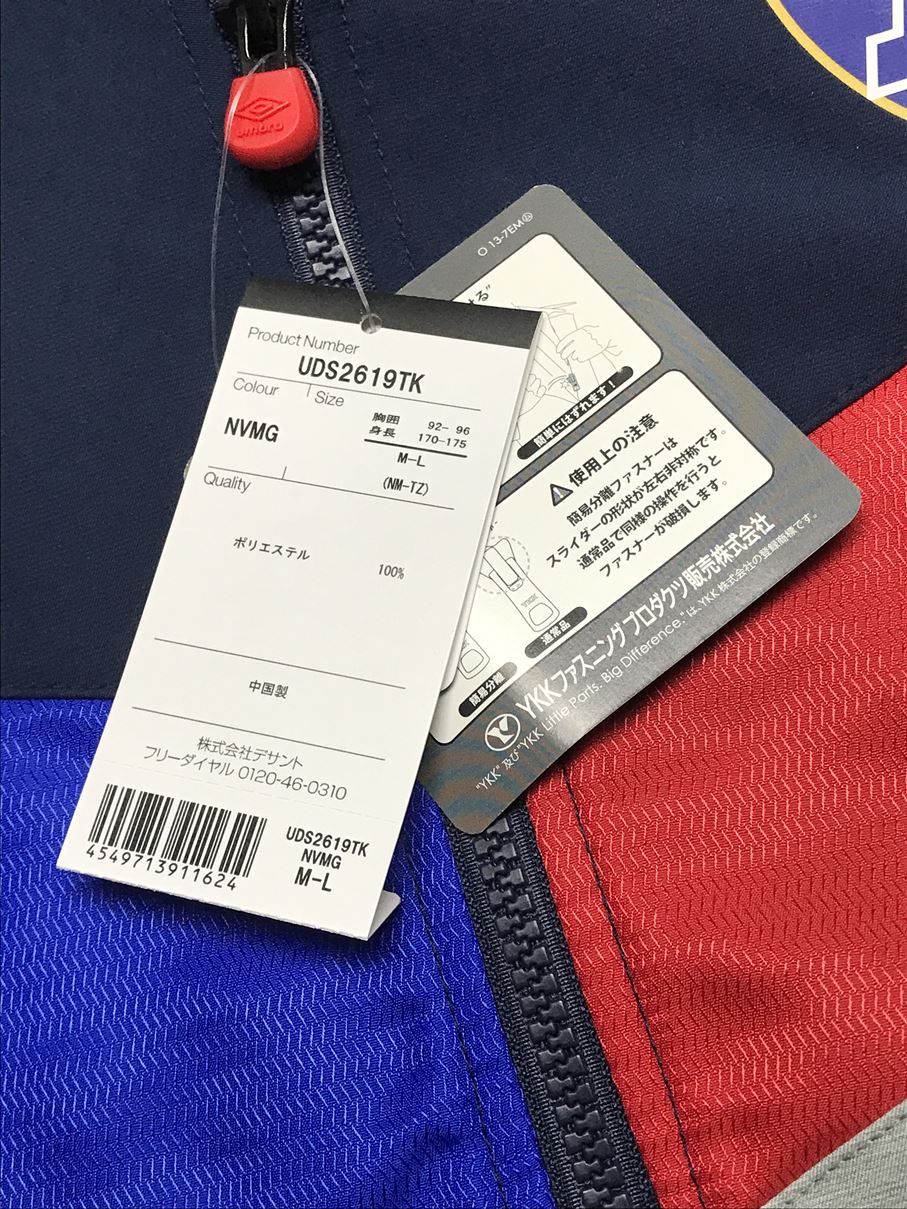 umbro
Product Number
UDS2619TK
Colour
Size
NVMG
胸囲 92- 96
身長 170-175
M-L
(NM-TZ)
Quality
ポリエステル
100%
中国製
株式会社デサント
フリーダイヤル 0120-46-0310
4549713911624
UDS2619TK
NVMG
M-L
13-7EM
ける"
簡単にはずれます!
使用上の注意
簡易分離ファスナーは
スライダーの形状が左右非対称です。
通常品で同様の操作を行うと
ファスナーが破損します。
通常品
簡易分離
YKKファスニング プロダクツ販売株式会社
"YKK" 及び "YKK Little Parts. Big Difference." は、YKK 株式会社の登録商標です。